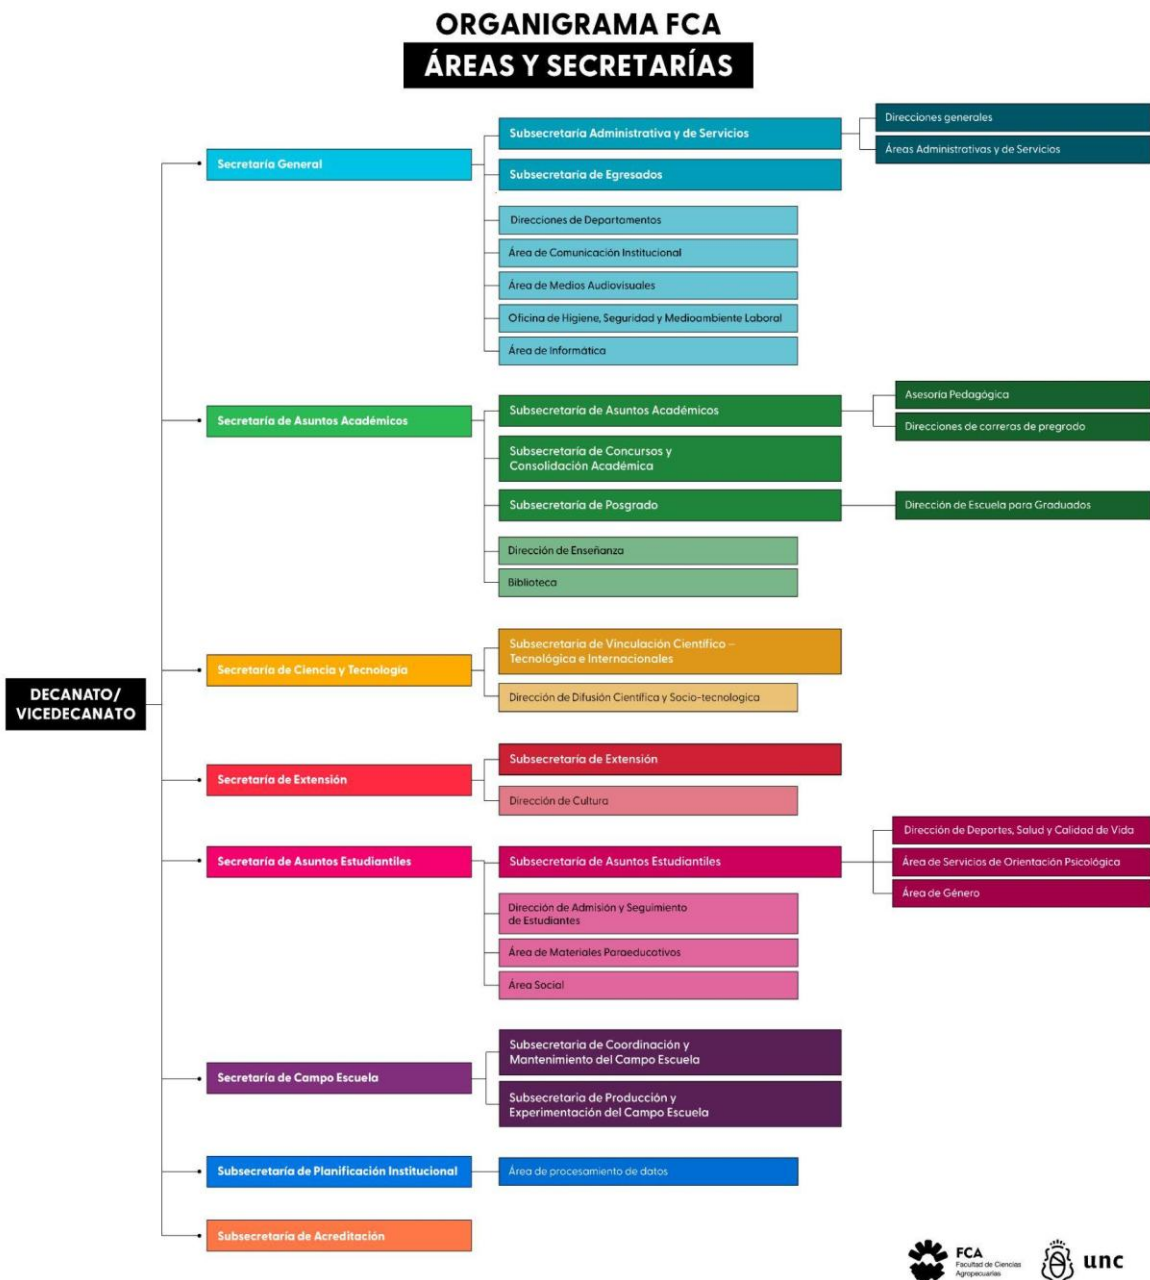 ORGANIGRAMA FCA
ÁREAS Y SECRETARÍAS
DECANATO/
VICEDECANATO
Secretaría General
Subsecretaría Administrativa y de Servicios
Direcciones generales
Áreas Administrativas y de Servicios
Subsecretaría de Egresados
Direcciones de Departamentos
Área de Comunicación Institucional
Área de Medios Audiovisuales
Oficina de Higiene, Seguridad y Medioambiente Laboral
Área de Informática
Secretaría de Asuntos Académicos
Subsecretaría de Asuntos Académicos
Asesoría Pedagógica
Direcciones de carreras de pregrado
Subsecretaría de Concursos y
Consolidación Académica
Subsecretaría de Posgrado
Dirección de Escuela para Graduados
Dirección de Enseñanza
Biblioteca
Secretaría de Ciencia y Tecnología
Subsecretaría de Vinculación Científico –
Tecnológica e Internacionales
Dirección de Difusión Científica y Socio-tecnologica
Secretaría de Extensión
Subsecretaría de Extensión
Dirección de Cultura
Secretaría de Asuntos Estudiantiles
Subsecretaría de Asuntos Estudiantiles
Dirección de Deportes, Salud y Calidad de Vida
Área de Servicios de Orientación Psicológica
Área de Género
Dirección de Admisión y Seguimiento
de Estudiantes
Área de Materiales Paraeducativos
Área Social
Secretaría de Campo Escuela
Subsecretaria de Coordinación y
Mantenimiento del Campo Escuela
Subsecretaria de Producción y
Experimentación del Campo Escuela
Subsecretaría de Planificación Institucional
Área de procesamiento de datos
Subsecretaría de Acreditación
FCA
Facultad de Ciencias
Agropecuarias
unc